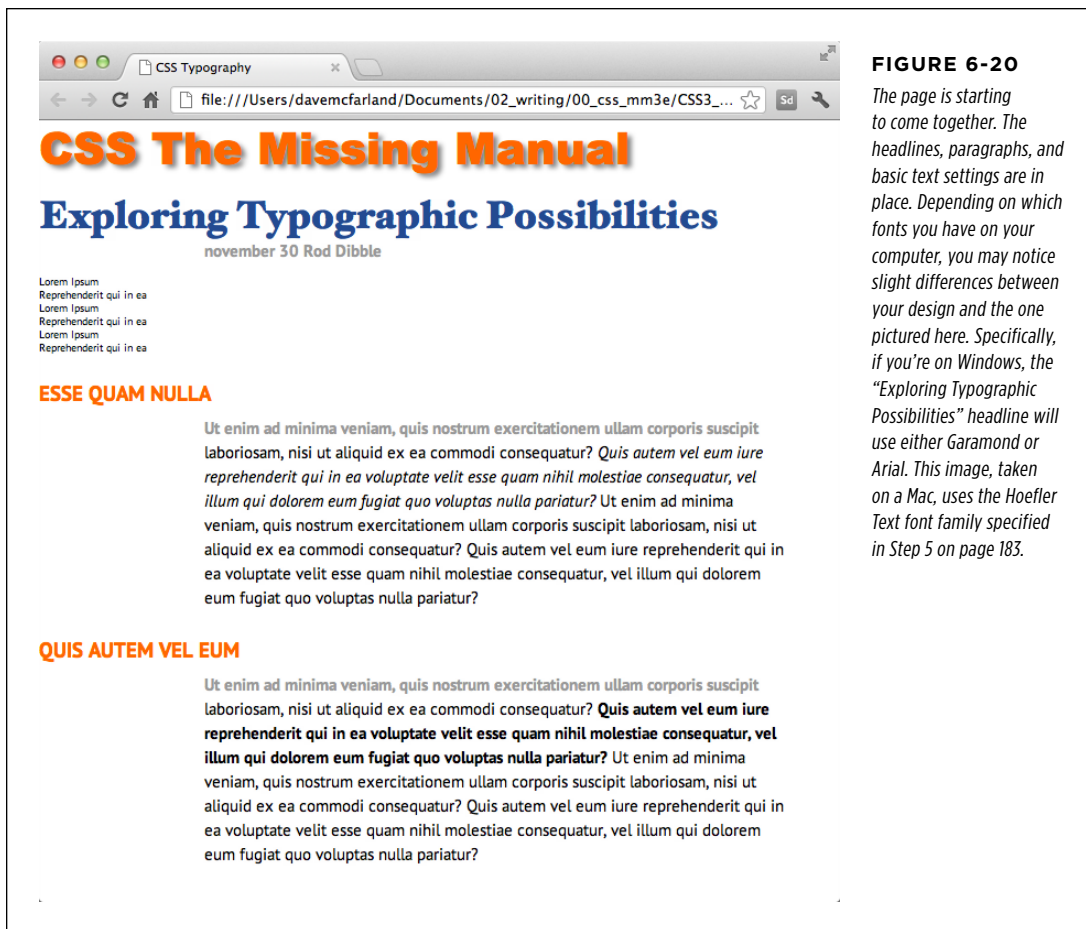 CSS Typography
file:///Users/davemcfarland/Documents/02_writing/00_css_mm3e/CSS3_...
Sd
CSS The Missing Manual
Exploring Typographic Possibilities
november 30 Rod Dibble
Lorem Ipsum
Reprehenderit qui in ea
Lorem Ipsum
Reprehenderit qui in ea
Lorem Ipsum
Reprehenderit qui in ea
ESSE QUAM NULLA
Ut enim ad minima veniam, quis nostrum exercitationem ullam corporis suscipit
laboriosam, nisi ut aliquid ex ea commodi consequatur? Quis autem vel eum iure
reprehenderit qui in ea voluptate velit esse quam nihil molestiae consequatur, vel
illum qui dolorem eum fugiat quo voluptas nulla pariatur? Ut enim ad minima
veniam, quis nostrum exercitationem ullam corporis suscipit laboriosam, nisi ut
aliquid ex ea commodi consequatur? Quis autem vel eum iure reprehenderit qui in
ea voluptate velit esse quam nihil molestiae consequatur, vel illum qui dolorem
eum fugiat quo voluptas nulla pariatur?
QUIS AUTEM VEL EUM
Ut enim ad minima veniam, quis nostrum exercitationem ullam corporis suscipit
laboriosam, nisi ut aliquid ex ea commodi consequatur? Quis autem vel eum iure
reprehenderit qui in ea voluptate velit esse quam nihil molestiae consequatur, vel
illum qui dolorem eum fugiat quo voluptas nulla pariatur? Ut enim ad minima
veniam, quis nostrum exercitationem ullam corporis suscipit laboriosam, nisi ut
aliquid ex ea commodi consequatur? Quis autem vel eum iure reprehenderit qui in
ea voluptate velit esse quam nihil molestiae consequatur, vel illum qui dolorem
eum fugiat quo voluptas nulla pariatur?
FIGURE 6-20
The page is starting
to come together. The
headlines, paragraphs, and
basic text settings are in
place. Depending on which
fonts you have on your
computer, you may notice
slight differences between
your design and the one
pictured here. Specifically,
if you're on Windows, the
“Exploring Typographic
Possibilities” headline will
use either Garamond or
Arial. This image, taken
on a Mac, uses the Hoefler
Text font family specified
in Step 5 on page 183.